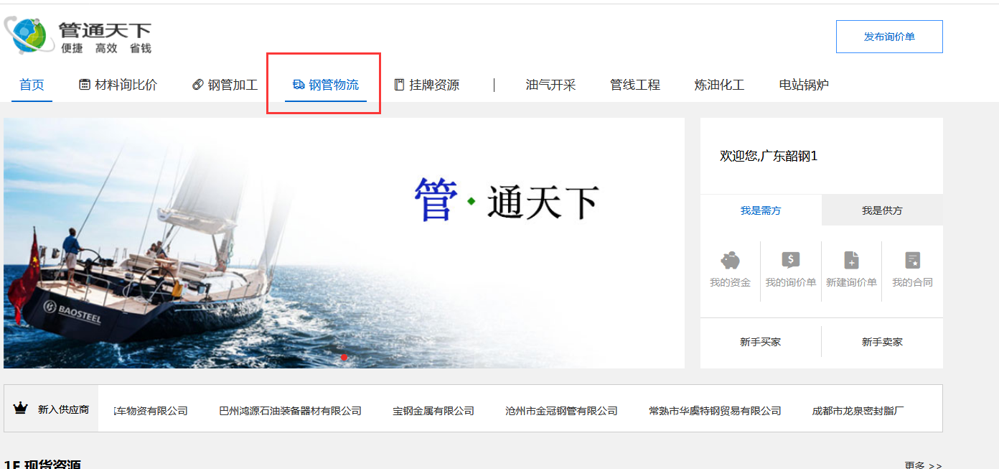 管通天下
便捷 高效 省钱
发布询价单
首页 材料询比价 钢管加工 钢管物流 挂牌资源 | 油气开采 管线工程 炼油化工 电站锅炉
管·通天下
BAOSTEEL
欢迎您,广东韶钢1
我是需方 我是供方
我的资金 我的询价单 新建询价单 我的合同
新手买家 新手卖家
新入供应商 车物资有限公司 巴州鸿源石油装备器材有限公司 宝钢金属有限公司 沧州市金冠钢管有限公司 常熟市华虞特钢贸易有限公司 成都市龙泉密封脂厂
1F 现货资源 更多 >>